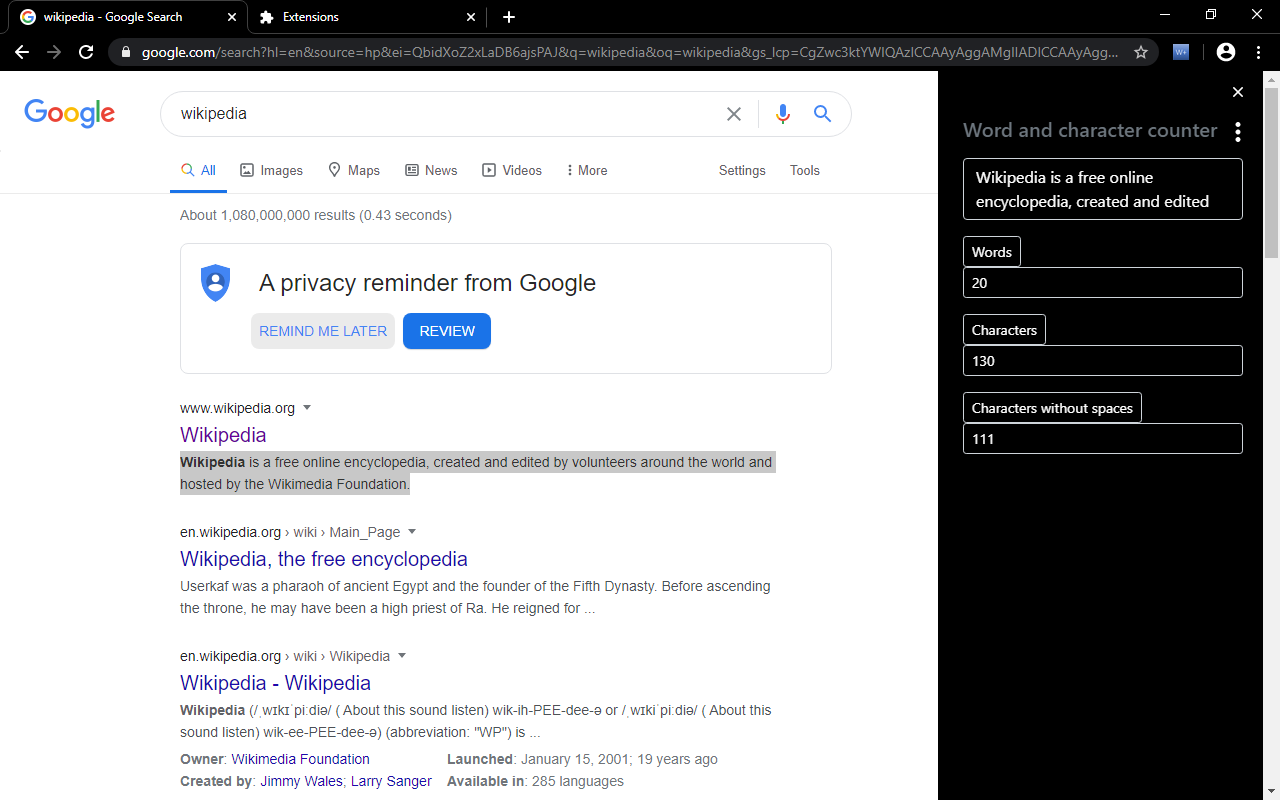 wikipedia - Google Search
Extensions
google.com/search?hl=en&source=hp&ei=QbidXoZ2xLaDB6ajsPAJ&q=wikipedia&oq=wikipedia&gs_lcp=CgZwc3ktYWIQAzICCAAyAggAMgIIADICCAAyAgg...
W+
Google
wikipedia
All
Images
Maps
News
Videos
More
Settings
Tools
About 1,080,000,000 results (0.43 seconds)
A privacy reminder from Google
REMIND ME LATER
REVIEW
www.wikipedia.org
Wikipedia
Wikipedia is a free online encyclopedia, created and edited by volunteers around the world and
hosted by the Wikimedia Foundation.
en.wikipedia.org › wiki › Main_Page
Wikipedia, the free encyclopedia
Userkaf was a pharaoh of ancient Egypt and the founder of the Fifth Dynasty. Before ascending
the throne, he may have been a high priest of Ra. He reigned for ...
en.wikipedia.org › wiki › Wikipedia
Wikipedia - Wikipedia
Wikipedia (/ˌwɪkɪˈpiːdiə/ ( About this sound listen) wik-ih-PEE-dee-ə or /ˌwɪkiˈpiːdiə/ ( About this
sound listen) wik-ee-PEE-dee-ə) (abbreviation: "WP") is ...
Owner: Wikimedia Foundation
Launched: January 15, 2001; 19 years ago
Created by: Jimmy Wales; Larry Sanger
Available in: 285 languages
Word and character counter
Wikipedia is a free online
encyclopedia, created and edited
Words
20
Characters
130
Characters without spaces
111